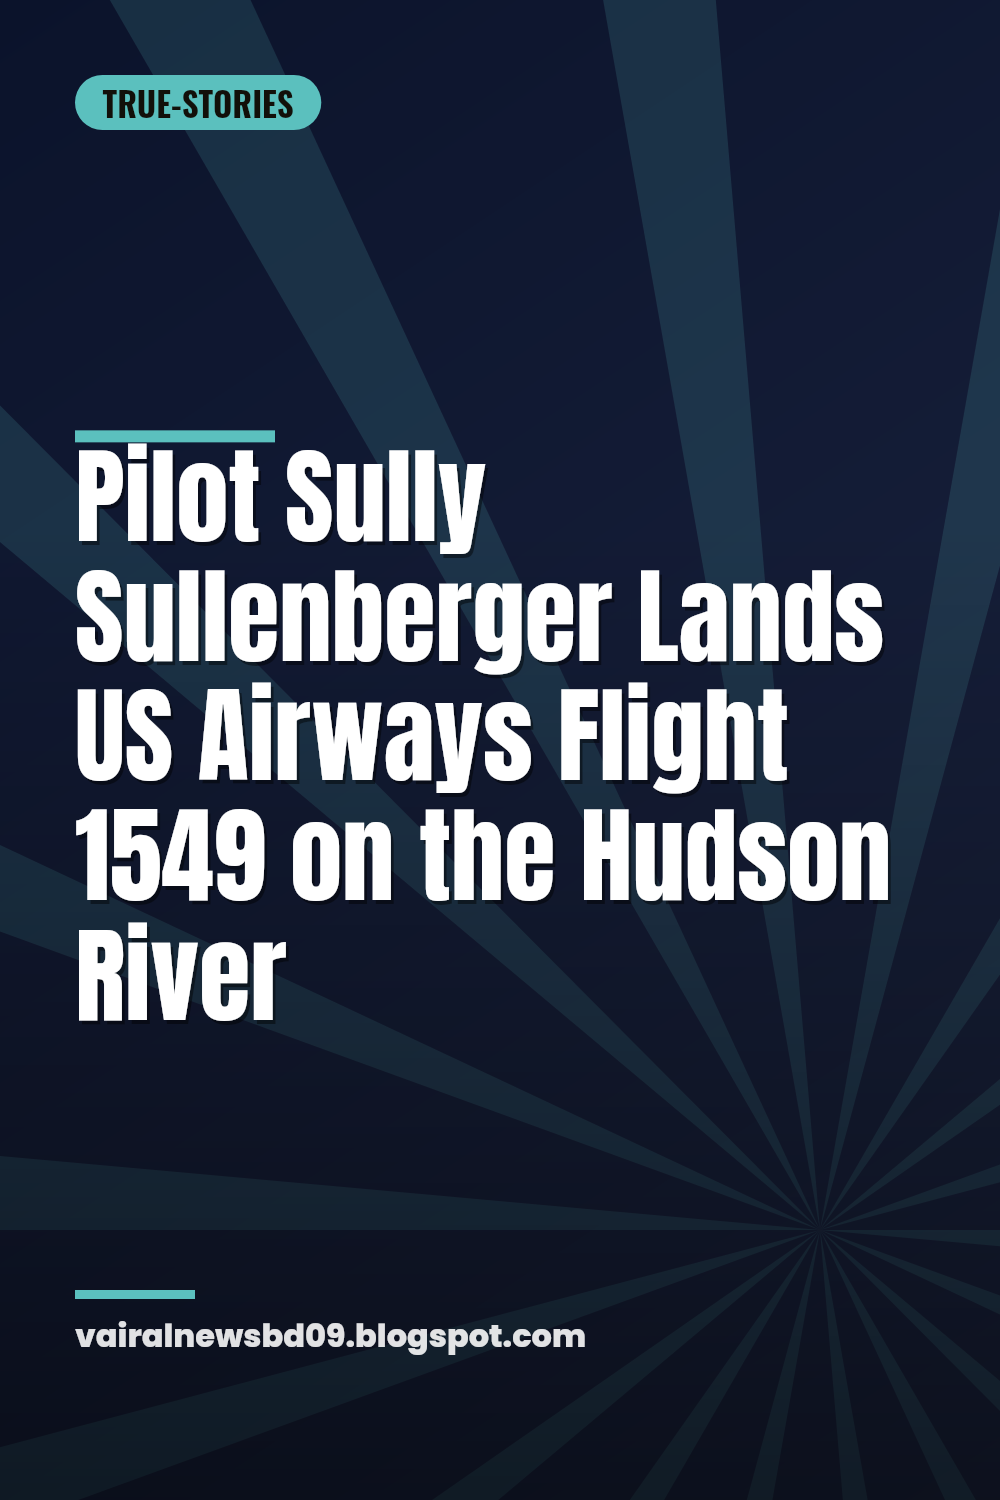 TRUE-STORIES
Pilot Sully
Sullenberger Lands
US Airways Flight
1549 on the Hudson
River
vairalnewsbd09.blogspot.com